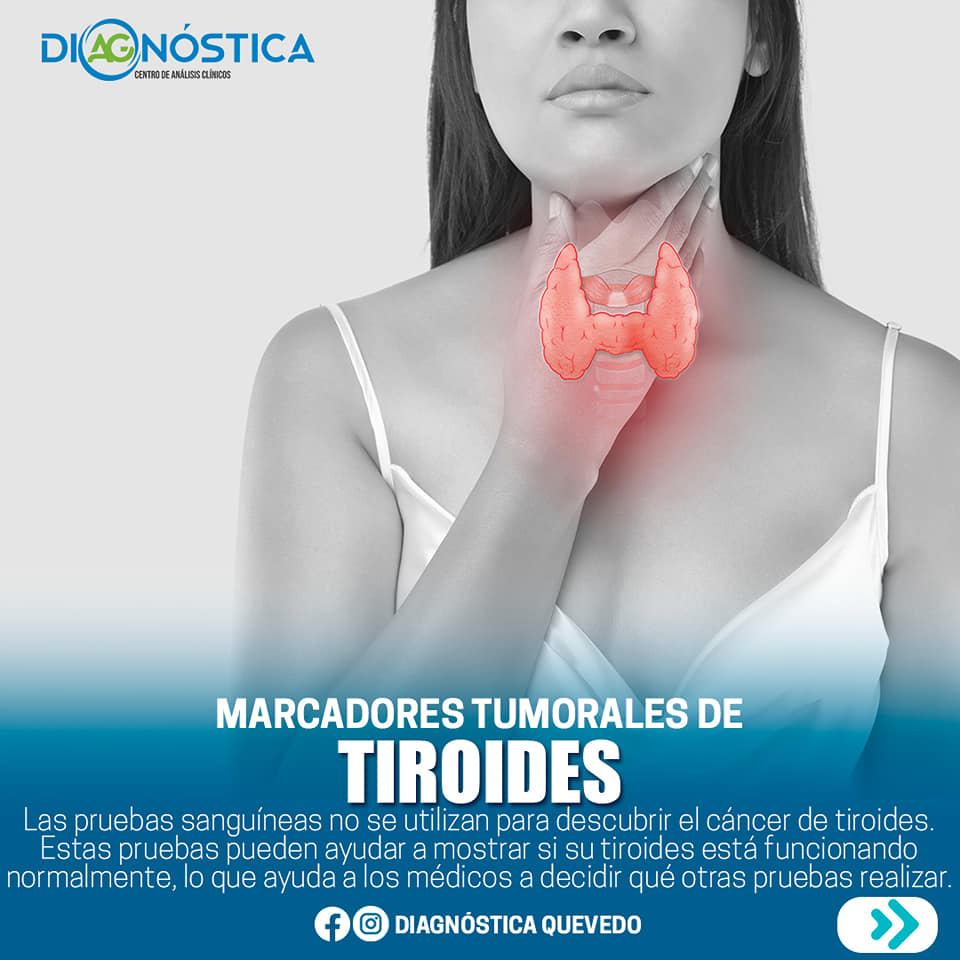 DIAGNÓSTICA
CENTRO DE ANÁLISIS CLÍNICOS
MARCADORES TUMORALES DE
TIROIDES
Las pruebas sanguíneas no se utilizan para descubrir el cáncer de tiroides.
Estas pruebas pueden ayudar a mostrar si su tiroides está funcionando
normalmente, lo que ayuda a los médicos a decidir qué otras pruebas realizar.
DIAGNÓSTICA QUEVEDO